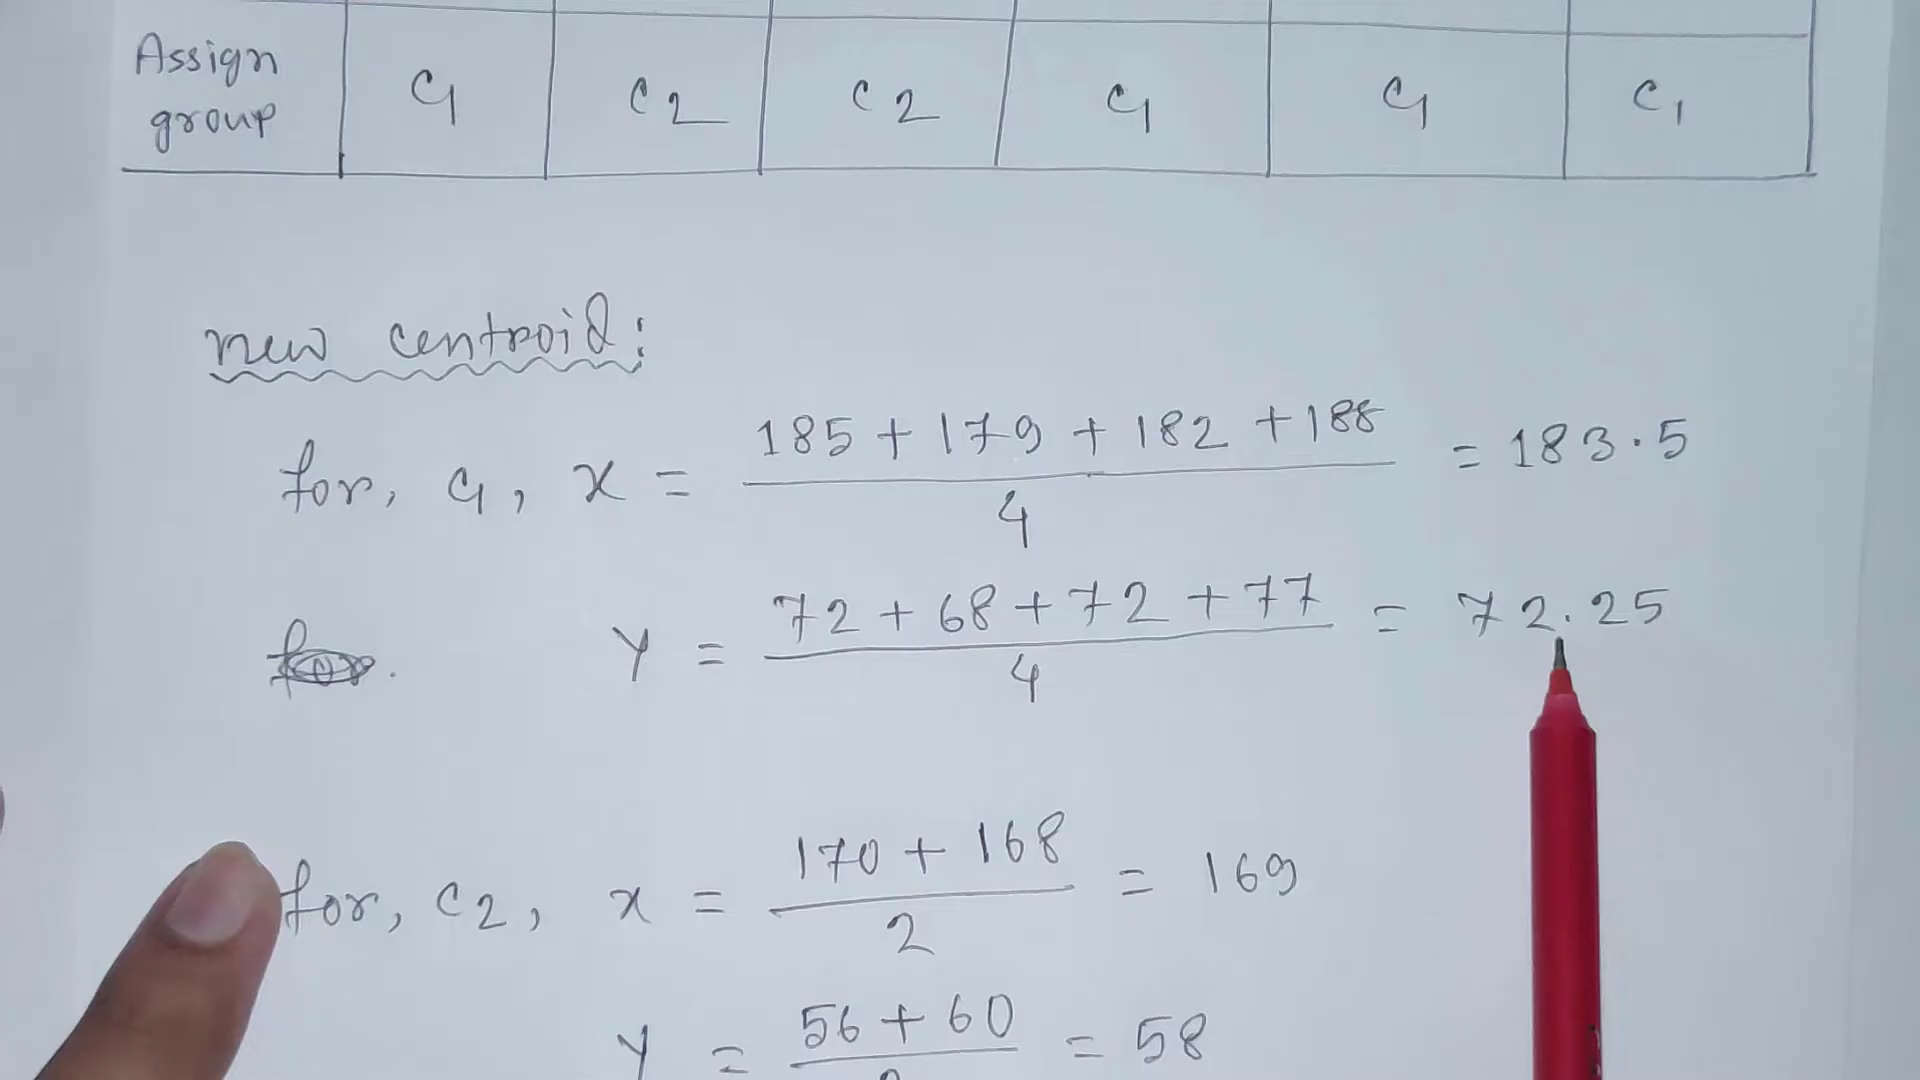 Assign group C1 C2 C2 C1 C1 C1
new centroid:
for, C1, x = 185 + 179 + 182 + 188 / 4 = 183.5
y = 72 + 68 + 72 + 77 / 4 = 72.25
for, C2, x = 170 + 168 / 2 = 169
y = 56 + 60 / = 58